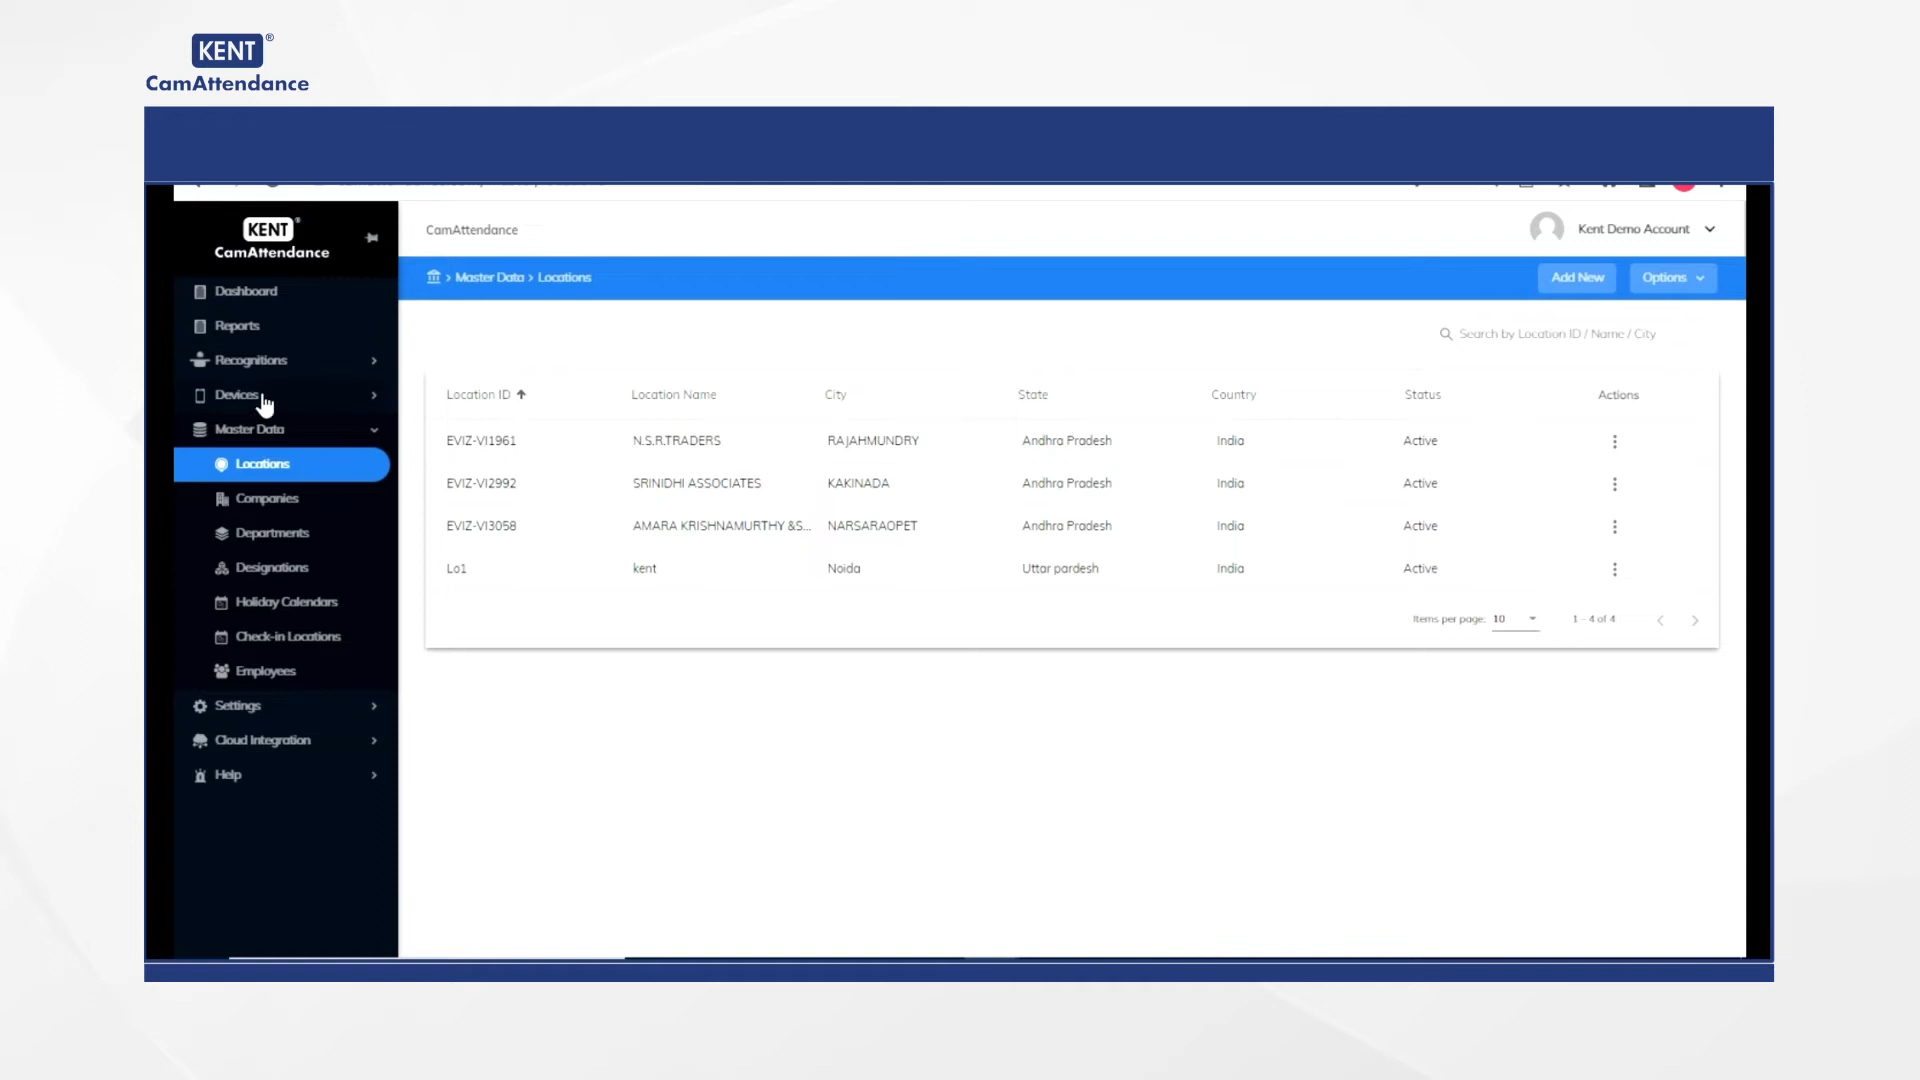 KENT®
CamAttendance
KENT®
CamAttendance
CamAttendance
Kent Demo Account
> Master Data > Locations
Add New
Options
Dashboard
Reports
Recognitions
Devices
Master Data
Locations
Companies
Departments
Designations
Holiday Calendars
Check-in Locations
Employees
Settings
Cloud Integration
Help
Search by Location ID / Name / City
Location ID Location Name City State Country Status Actions
EVIZ-VI1961 N.S.R.TRADERS RAJAHMUNDRY Andhra Pradesh India Active
EVIZ-VI2992 SRINIDHI ASSOCIATES KAKINADA Andhra Pradesh India Active
EVIZ-VI3058 AMARA KRISHNAMURTHY &S... NARSARAOPET Andhra Pradesh India Active
Lo1 kent Noida Uttar pardesh India Active
Items per page: 10 1 - 4 of 4